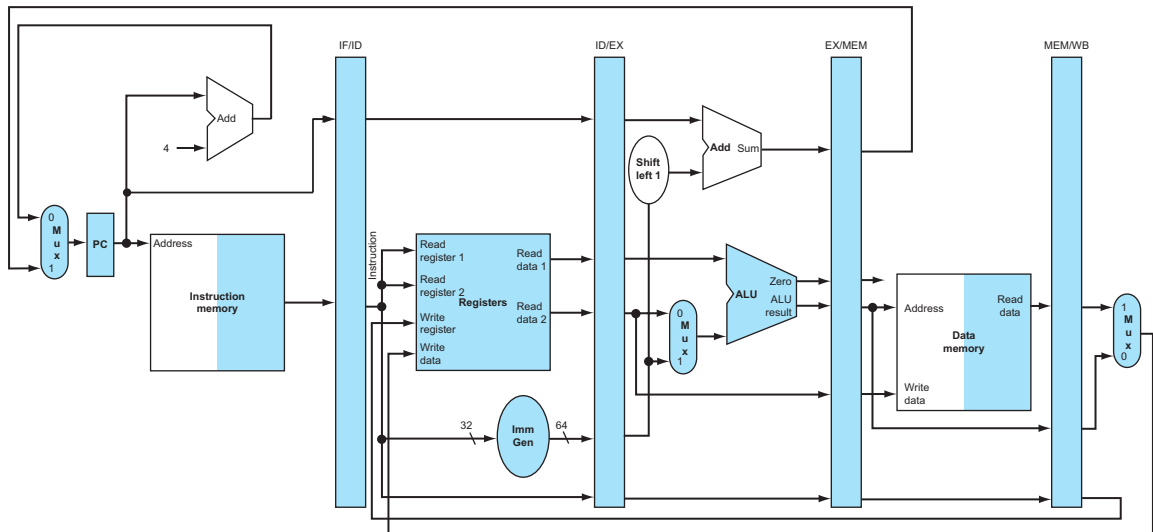 IF/ID
ID/EX
EX/MEM
MEM/WB
Add
4
Add Sum
Shift
left 1
0
M
u
x
1
PC
Address
Instruction
memory
Instruction
Read
register 1
Read
register 2
Write
register
Write
data
Registers
Read
data 1
Read
data 2
0
M
u
x
1
Zero
ALU
ALU
result
Address
Read
data
Data
memory
Write
data
1
M
u
x
0
32
Imm
Gen
64